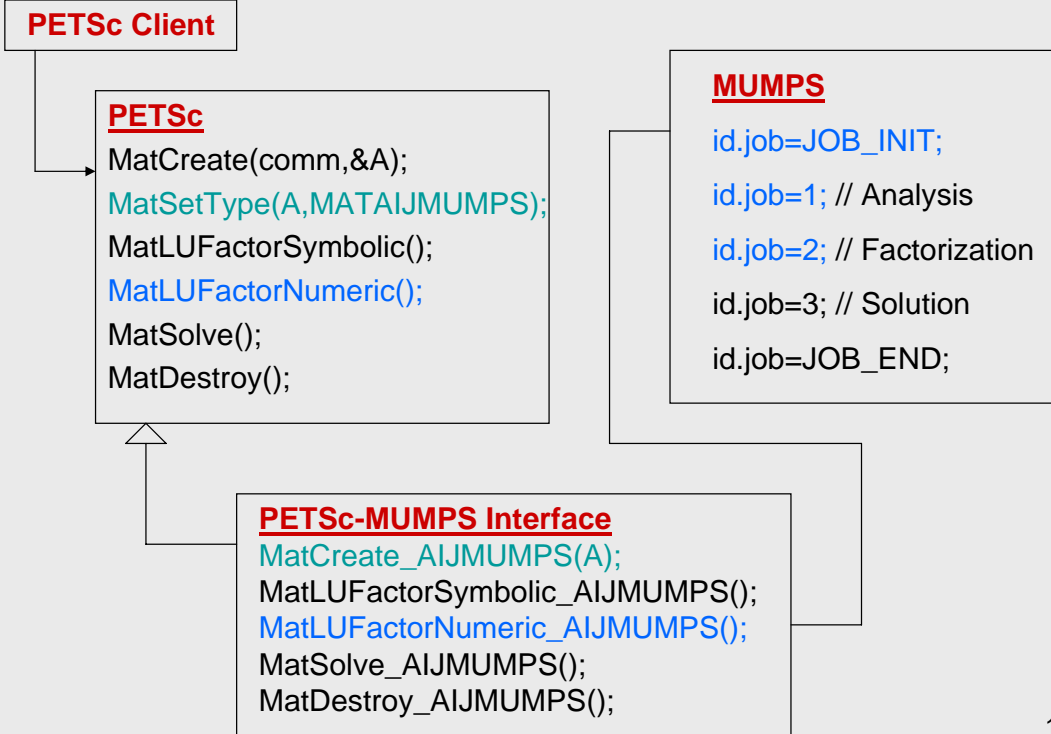 PETSc Client
PETSc
MatCreate(comm,&A);
MatSetType(A,MATAIJMUMPS);
MatLUFactorSymbolic();
MatLUFactorNumeric();
MatSolve();
MatDestroy();
MUMPS
id.job=JOB_INIT;
id.job=1; // Analysis
id.job=2; // Factorization
id.job=3; // Solution
id.job=JOB_END;
PETSc-MUMPS Interface
MatCreate_AIJMUMPS(A);
MatLUFactorSymbolic_AIJMUMPS();
MatLUFactorNumeric_AIJMUMPS();
MatSolve_AIJMUMPS();
MatDestroy_AIJMUMPS();